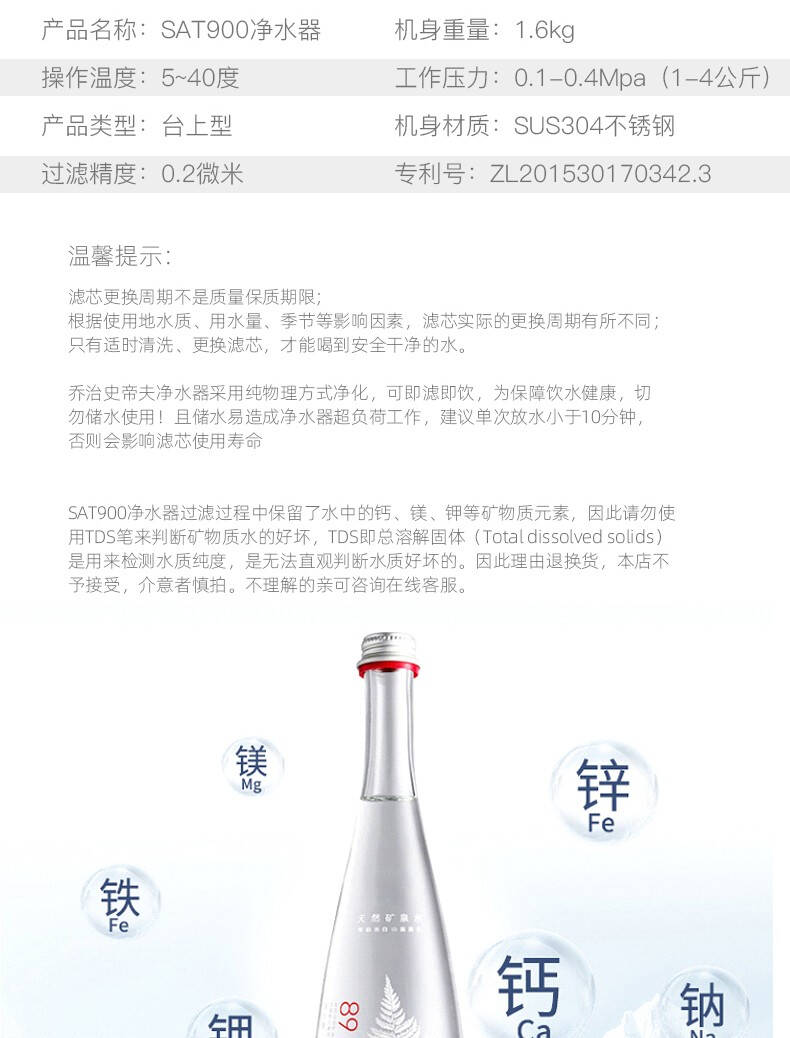 产品名称：SAT900净水器 机身重量：1.6kg
操作温度：5~40度 工作压力：0.1-0.4Mpa（1-4公斤）
产品类型：台上型 机身材质：SUS304不锈钢
过滤精度：0.2微米 专利号：ZL201530170342.3
温馨提示：
滤芯更换周期不是质量保质期限；
根据使用地水质、用水量、季节等影响因素，滤芯实际的更换周期有所不同；
只有适时清洗、更换滤芯，才能喝到安全干净的水。
乔治史帝夫净水器采用纯物理方式净化，可即滤即饮，为保障饮水健康，切
勿储水使用！且储水易造成净水器超负荷工作，建议单次放水小于10分钟，
否则会影响滤芯使用寿命
SAT900净水器过滤过程中保留了水中的钙、镁、钾等矿物质元素，因此请勿使
用TDS笔来判断矿物质水的好坏，TDS即总溶解固体（Total dissolved solids）
是用来检测水质纯度，是无法直观判断水质好坏的。因此理由退换货，本店不
予接受，介意者慎拍。不理解的亲可咨询在线客服。
镁
Mg
锌
Fe
铁
Fe
天然矿泉水
钙
Ca
钠
Na
钾
89